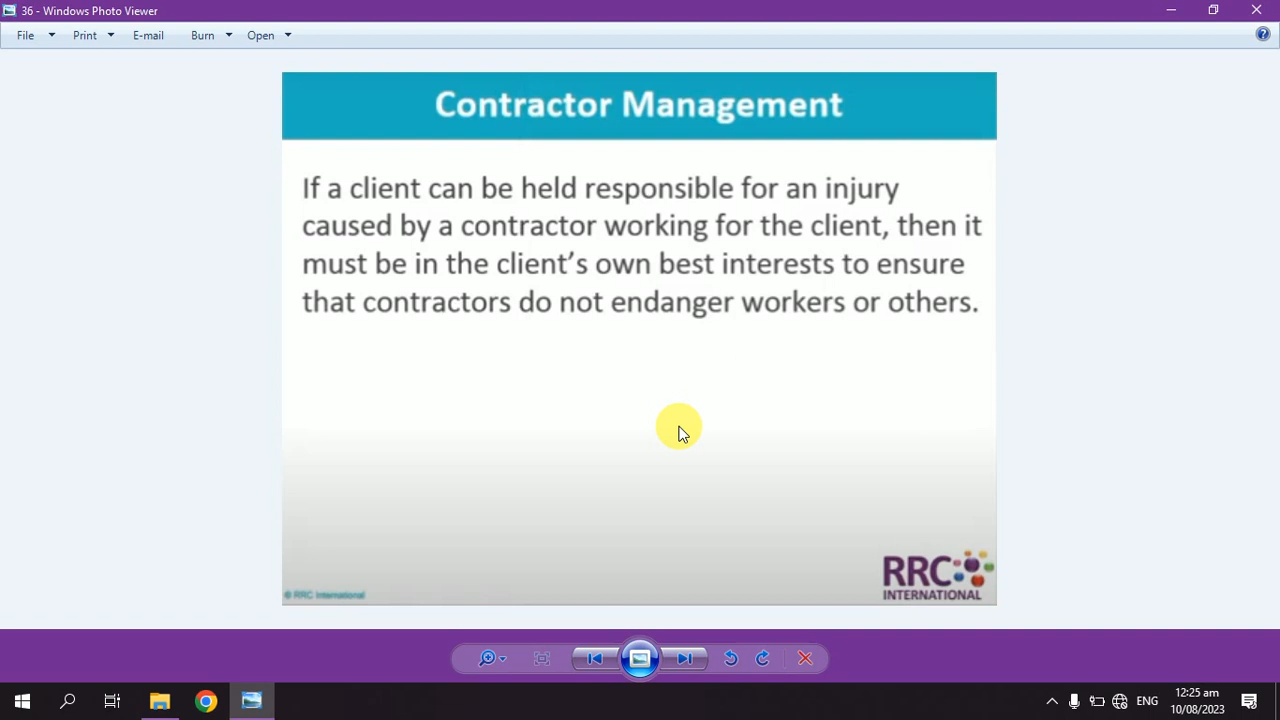 36 - Windows Photo Viewer
File Print E-mail Burn Open
Contractor Management
If a client can be held responsible for an injury
caused by a contractor working for the client, then it
must be in the client's own best interests to ensure
that contractors do not endanger workers or others.
RRC
INTERNATIONAL
© RRC International
ENG
12:25 am
10/08/2023